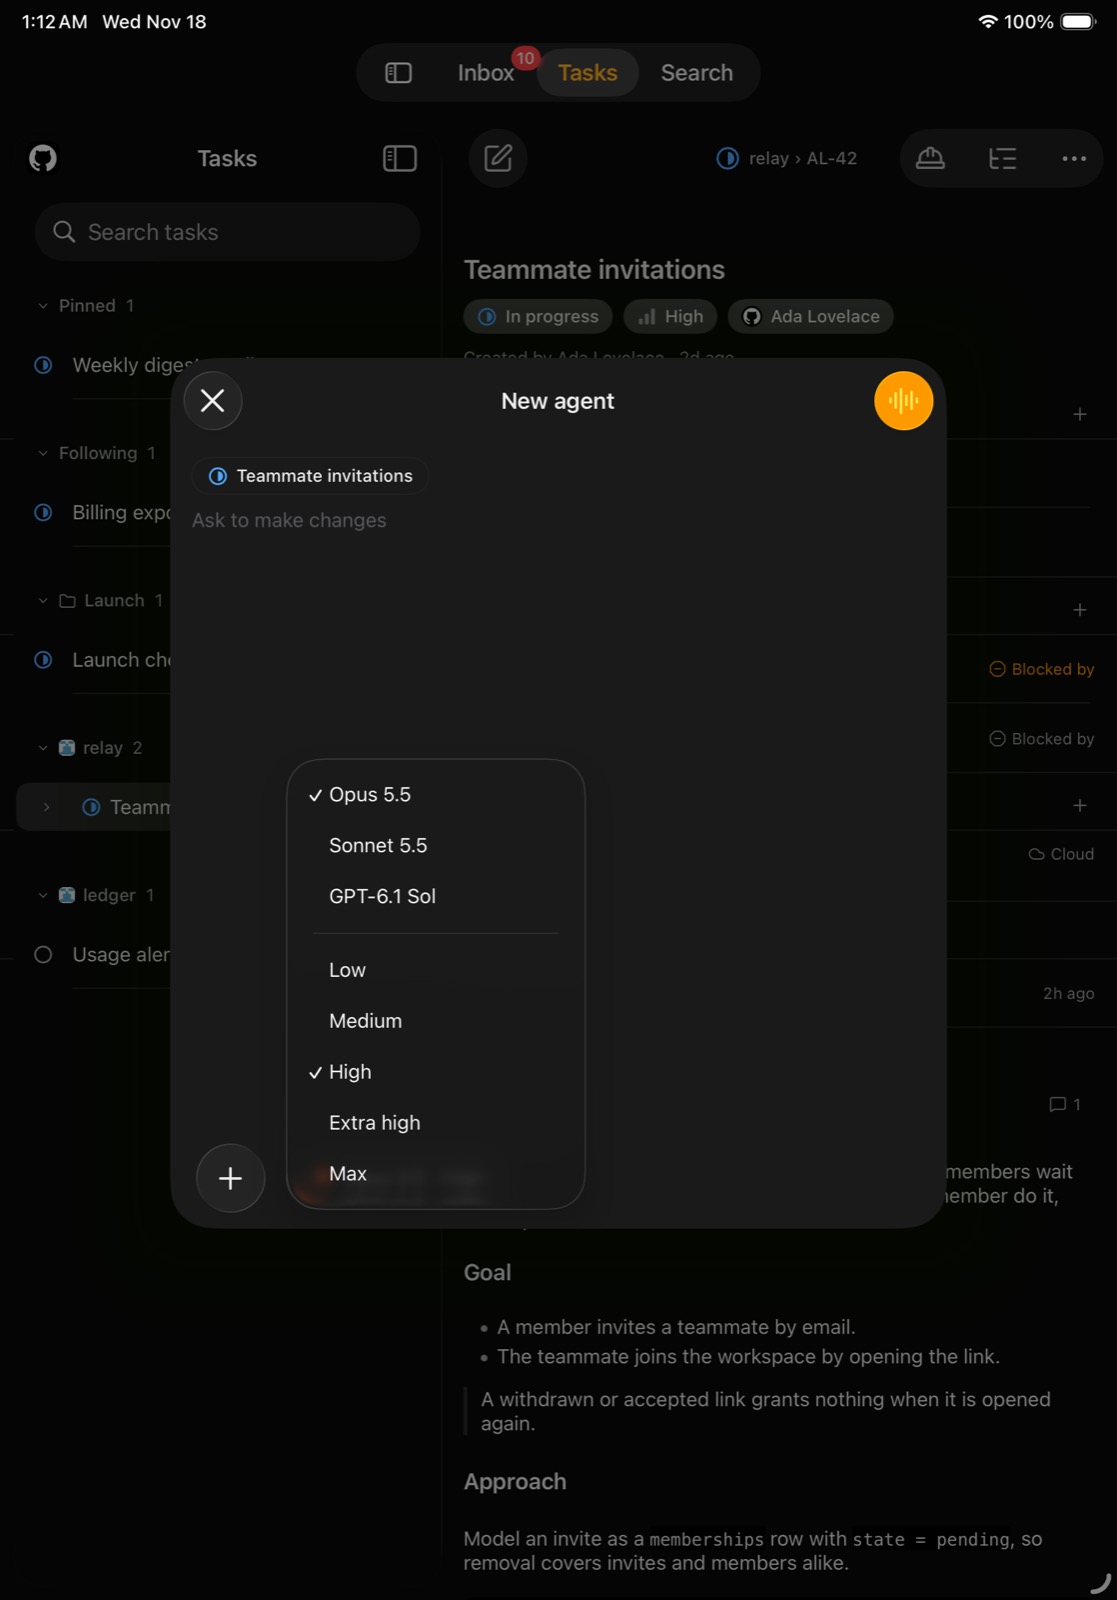 1:12 AM Wed Nov 18
100%
Inbox
10
Tasks
Search
Tasks
relay › AL-42
Search tasks
Teammate invitations
In progress
High
Ada Lovelace
Created by Ada Lovelace · 2d ago
Pinned 1
Weekly
Following 1
Billing
Launch 1
Launch
relay 2
ledger 1
Usage
New agent
Teammate invitations
Ask to make changes
Opus 5.5
Sonnet 5.5
GPT-6.1 Sol
Low
Medium
High
Extra high
Max
Blocked by
Blocked by
Cloud
2h ago
1
members wait
do it,
Goal
• A member invites a teammate by email.
• The teammate joins the workspace by opening the link.
A withdrawn or accepted link grants nothing when it is opened
again.
Approach
Model an invite as a memberships row with state = pending, so
removal covers invites and members alike.